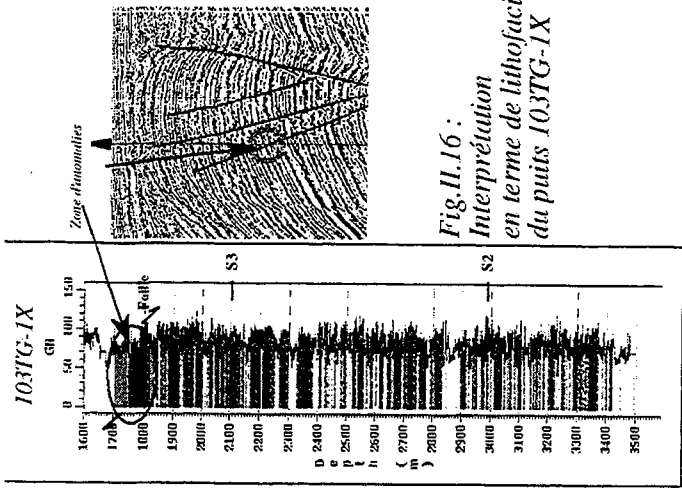 103TG-1X
GR
0 50 100 150
Zone d'anomalies
Faille
1600
1700
1800
1900
2000
2100
2200
2300
2400
2500
2600
2700
2800
2900
3000
3100
3200
3300
3400
3500
Depth (m)
S3
S2
Fig.II.16 :
Interprétation
en terme de lithofaci
du puits 103TG-1X